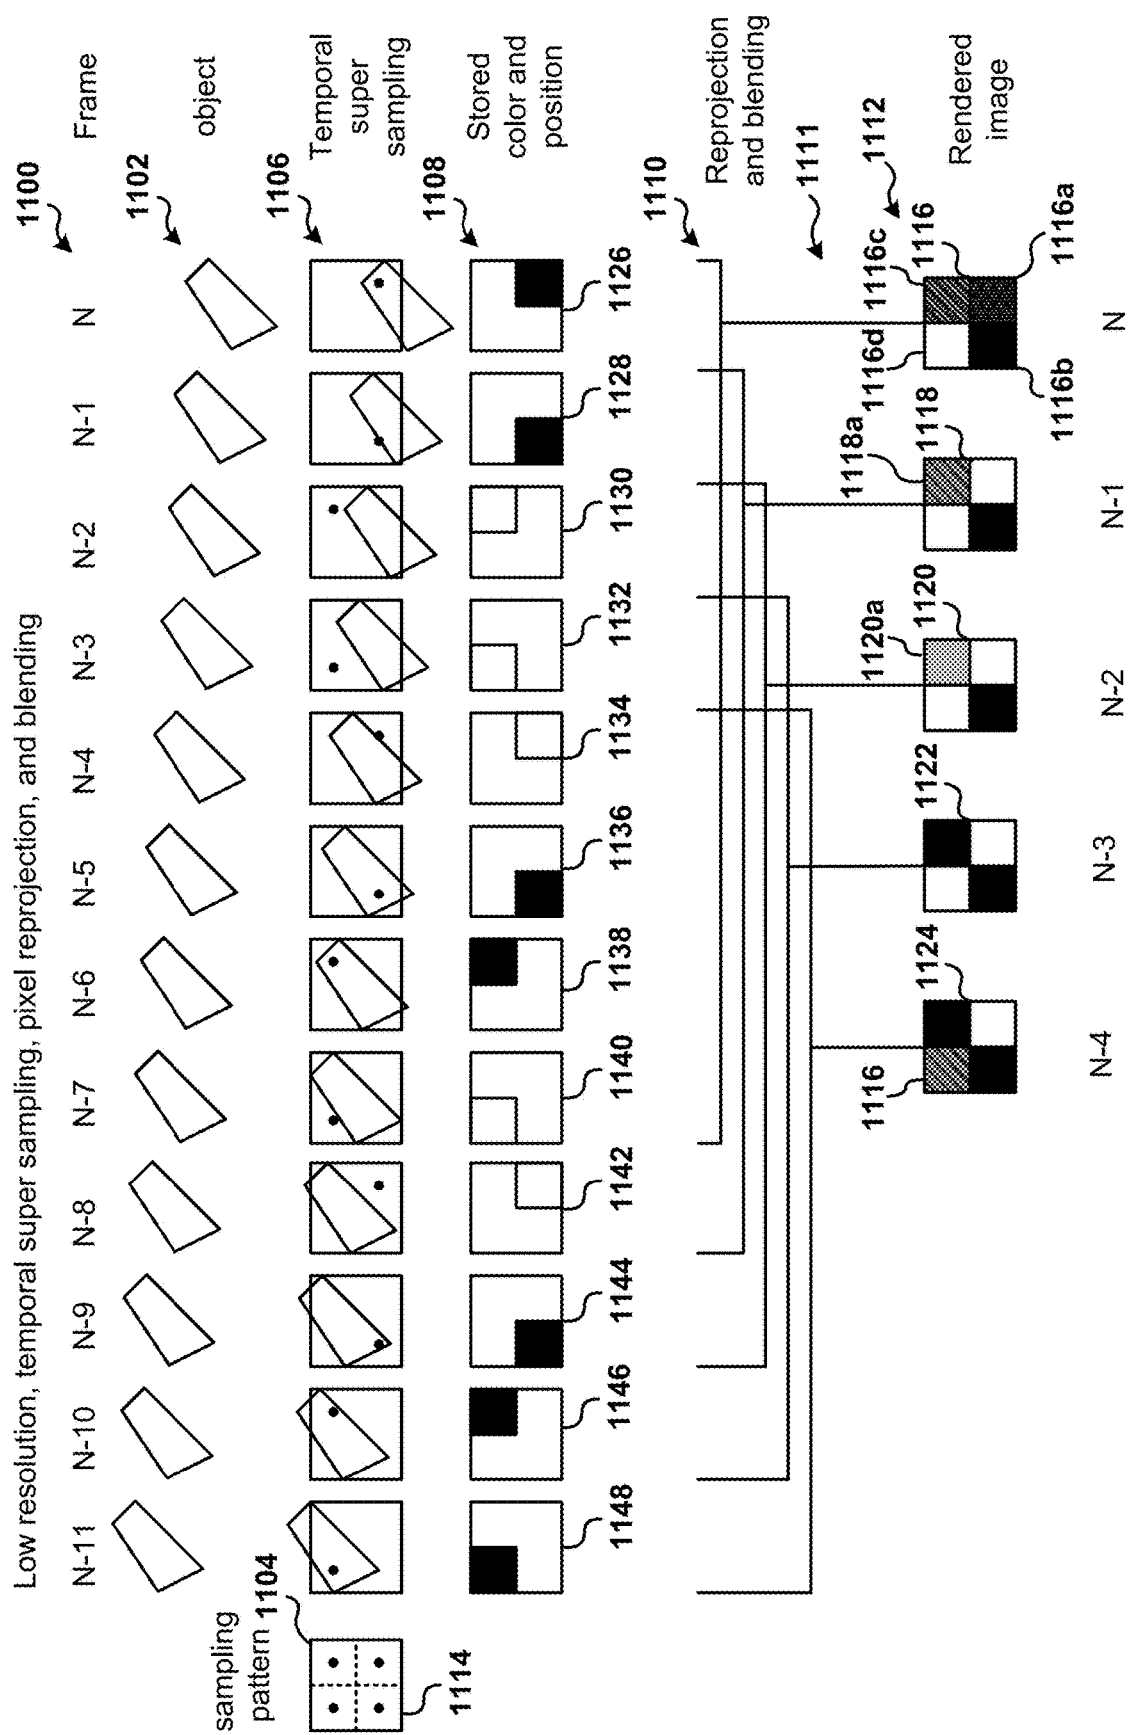 Low resolution, temporal super sampling, pixel reprojection, and blending
1100
N-11 N-10 N-9 N-8 N-7 N-6 N-5 N-4 N-3 N-2 N-1 N Frame
1102
object
sampling
pattern 1104
1114
1106
Temporal
super
sampling
1108
Stored
color and
position
1148 1146 1144 1142 1140 1138 1136 1134 1132 1130 1128 1126
1110
Reprojection
and blending
1111
1112
1116 1124 1122 1120a 1120 1118a 1118 1116d 1116c 1116
Rendered
image
1116b 1116a
N-4 N-3 N-2 N-1 N